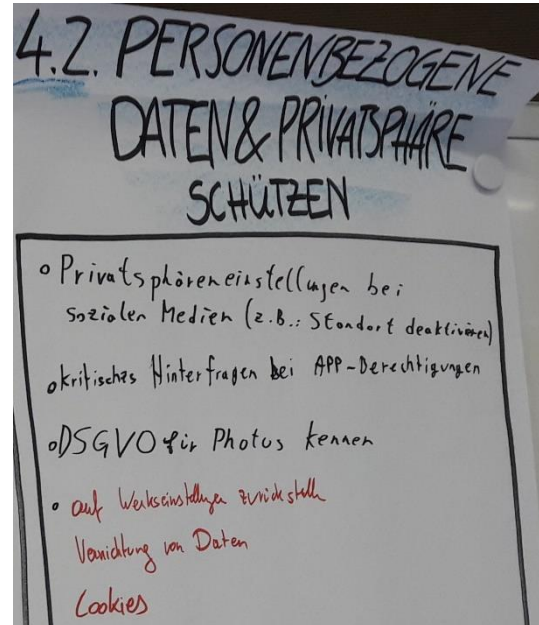 4.2. PERSONENBEZOGENE
DATEN & PRIVATSPHÄRE
SCHÜTZEN
o Privatsphäreneinstellungen bei
sozialen Medien (z.B.: Standort deaktivieren)
o kritisches Hinterfragen bei APP-Berechtigungen
o DSGVO für Photos kennen
• auf Werkseinstellungen zurückstellen
Vernichtung von Daten
Cookies